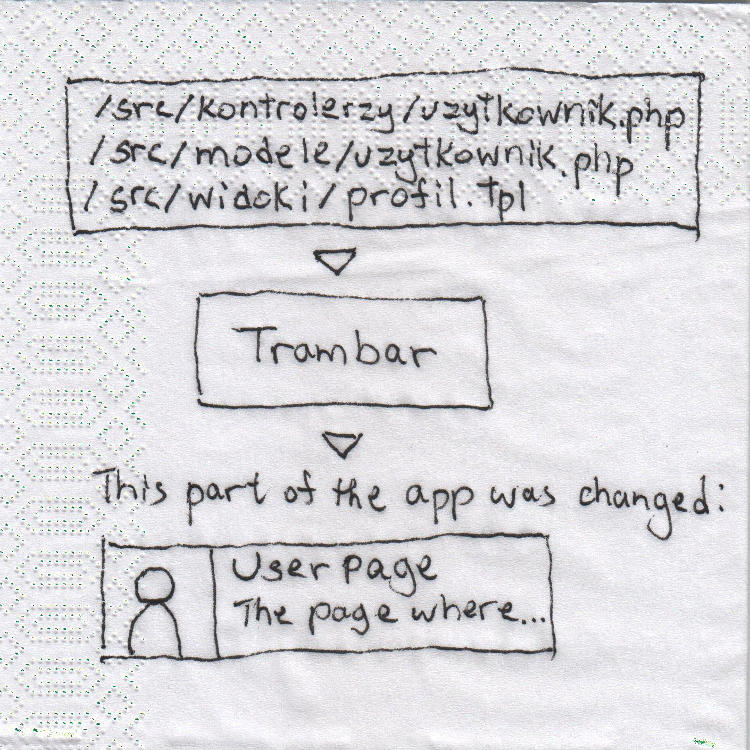 /src/kontrolerzy/uzytkownik.php
/src/modele/uzytkownik.php
/src/widoki/profil.tpl
Trambar
This part of the app was changed:
User page
The page where...